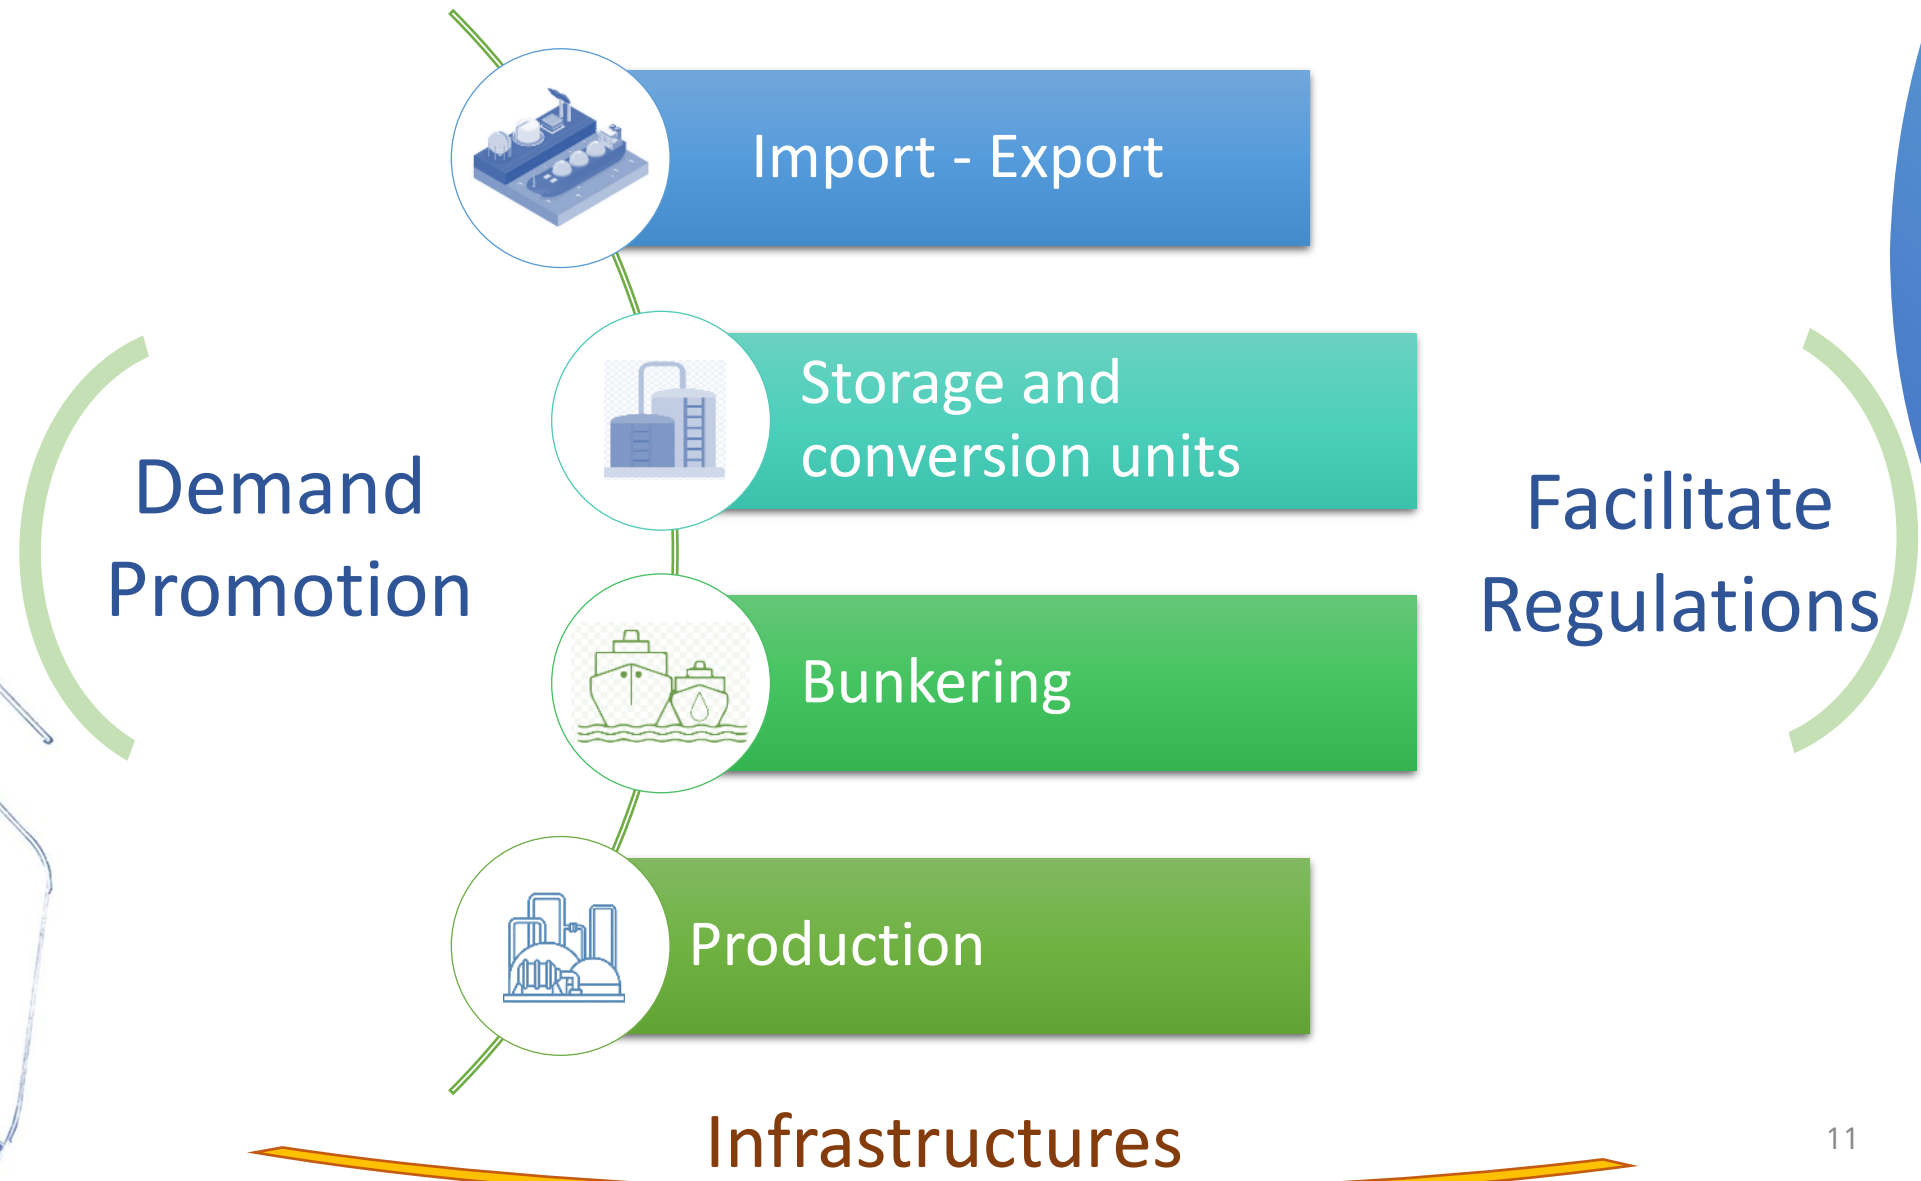 Import - Export
Storage and
conversion units
Demand
Promotion
Facilitate
Regulations
Bunkering
Production
Infrastructures
11